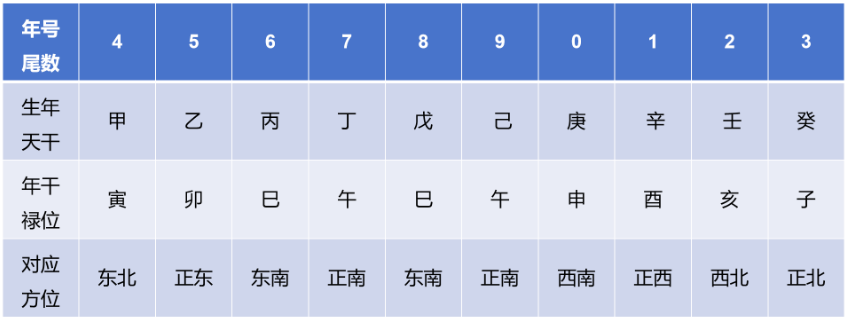 年号尾数 4 5 6 7 8 9 0 1 2 3
生年天干 甲 乙 丙 丁 戊 己 庚 辛 壬 癸
年干禄位 寅 卯 巳 午 巳 午 申 酉 亥 子
对应方位 东北 正东 东南 正南 东南 正南 西南 正西 西北 正北